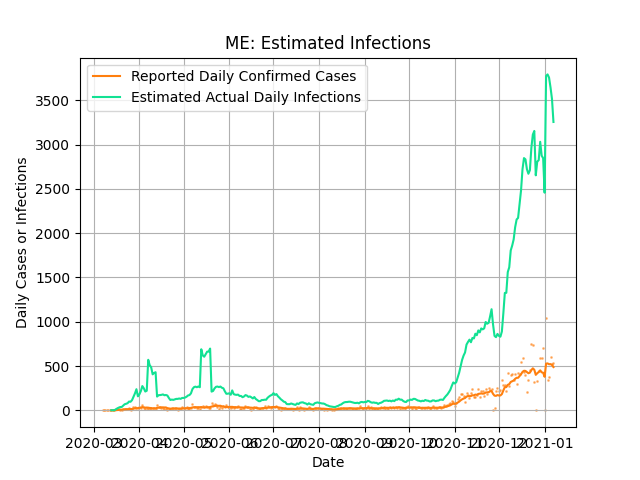 ME: Estimated Infections
Reported Daily Confirmed Cases
Estimated Actual Daily Infections
Daily Cases or Infections
3500
3000
2500
2000
1500
1000
500
0
2020-03 2020-04 2020-05 2020-06 2020-07 2020-08 2020-09 2020-10 2020-11 2020-12 2021-01
Date